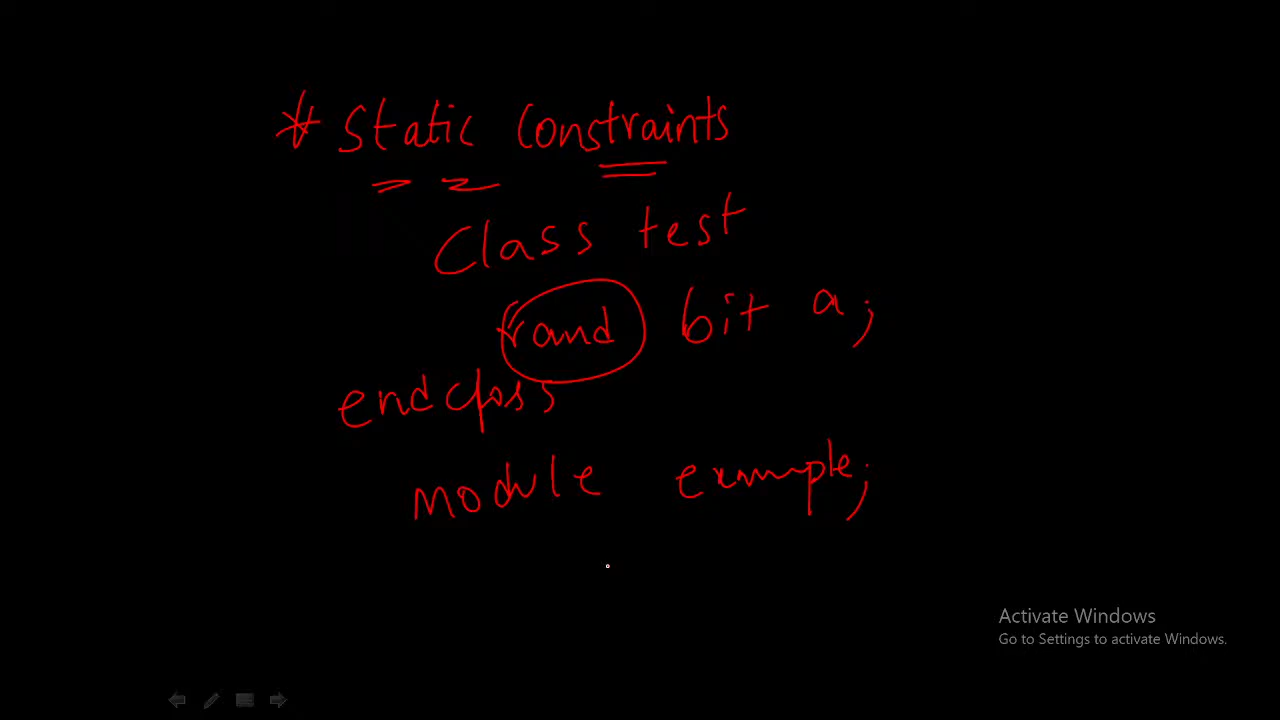 * Static Constraints
Class test
rand bit a;
endclass
module example;
Activate Windows
Go to Settings to activate Windows.